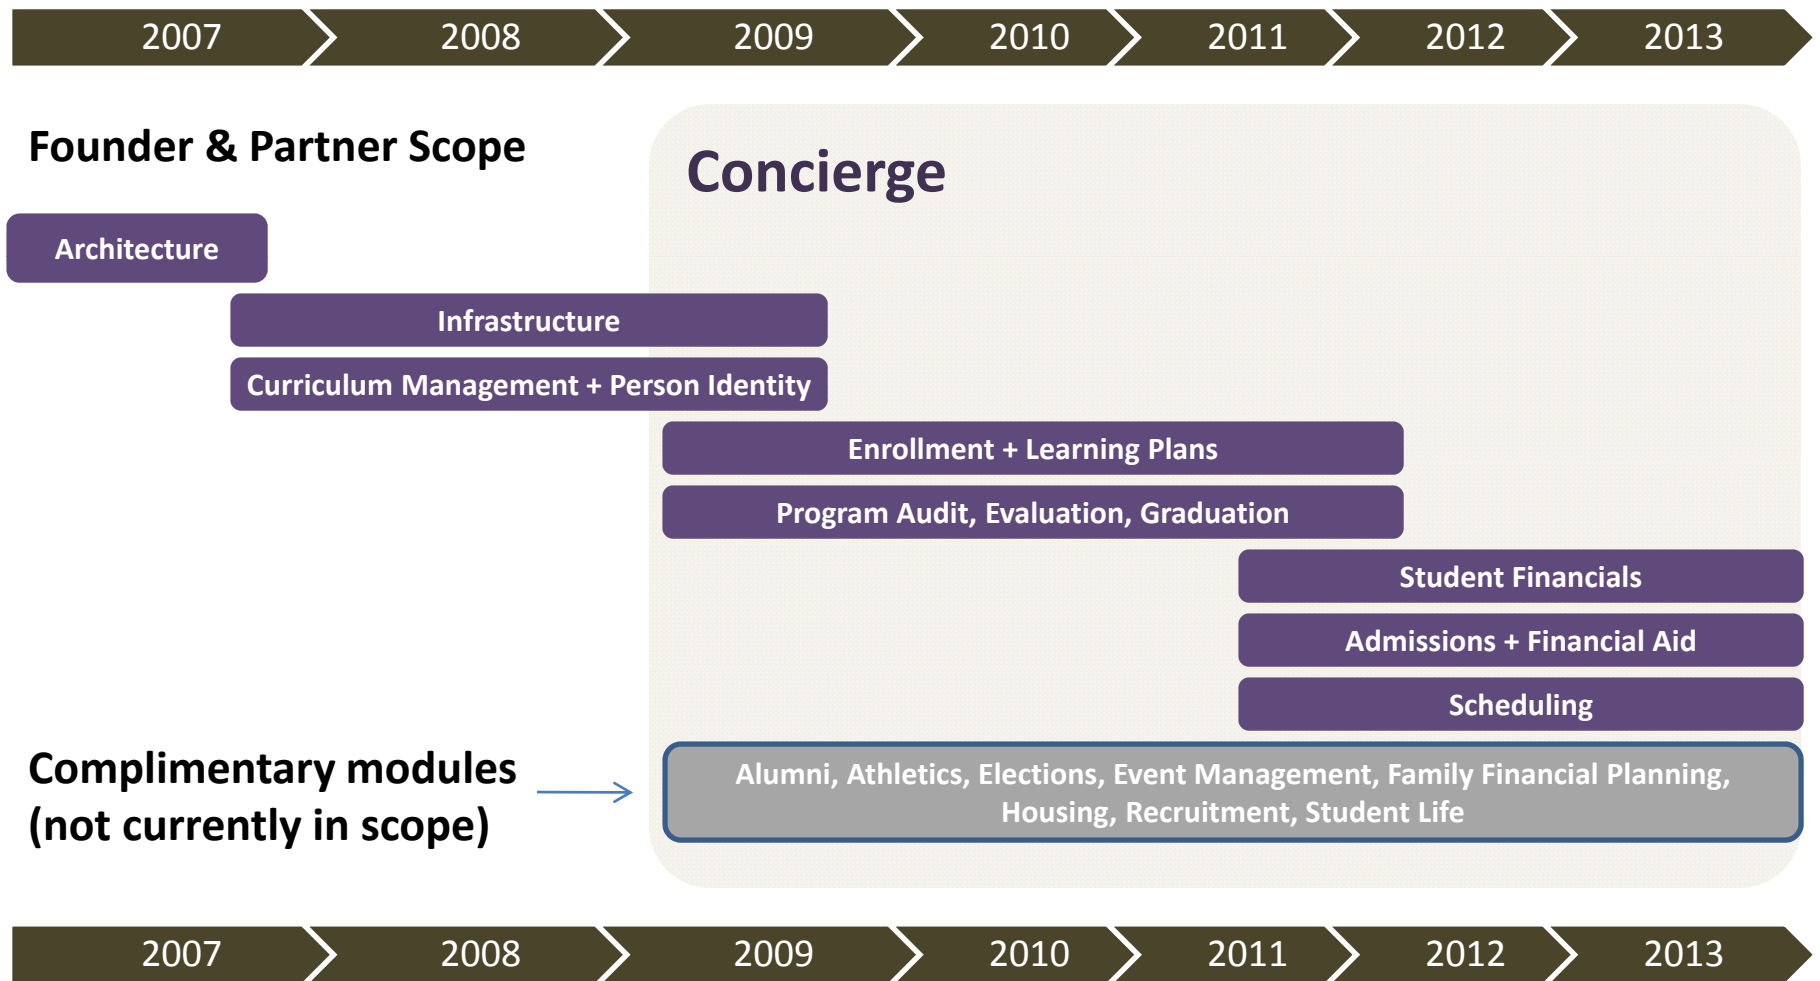 2007 2008 2009 2010 2011 2012 2013
Founder & Partner Scope
Concierge
Architecture
Infrastructure
Curriculum Management + Person Identity
Enrollment + Learning Plans
Program Audit, Evaluation, Graduation
Student Financials
Admissions + Financial Aid
Scheduling
Complimentary modules
(not currently in scope)
Alumni, Athletics, Elections, Event Management, Family Financial Planning,
Housing, Recruitment, Student Life
2007 2008 2009 2010 2011 2012 2013